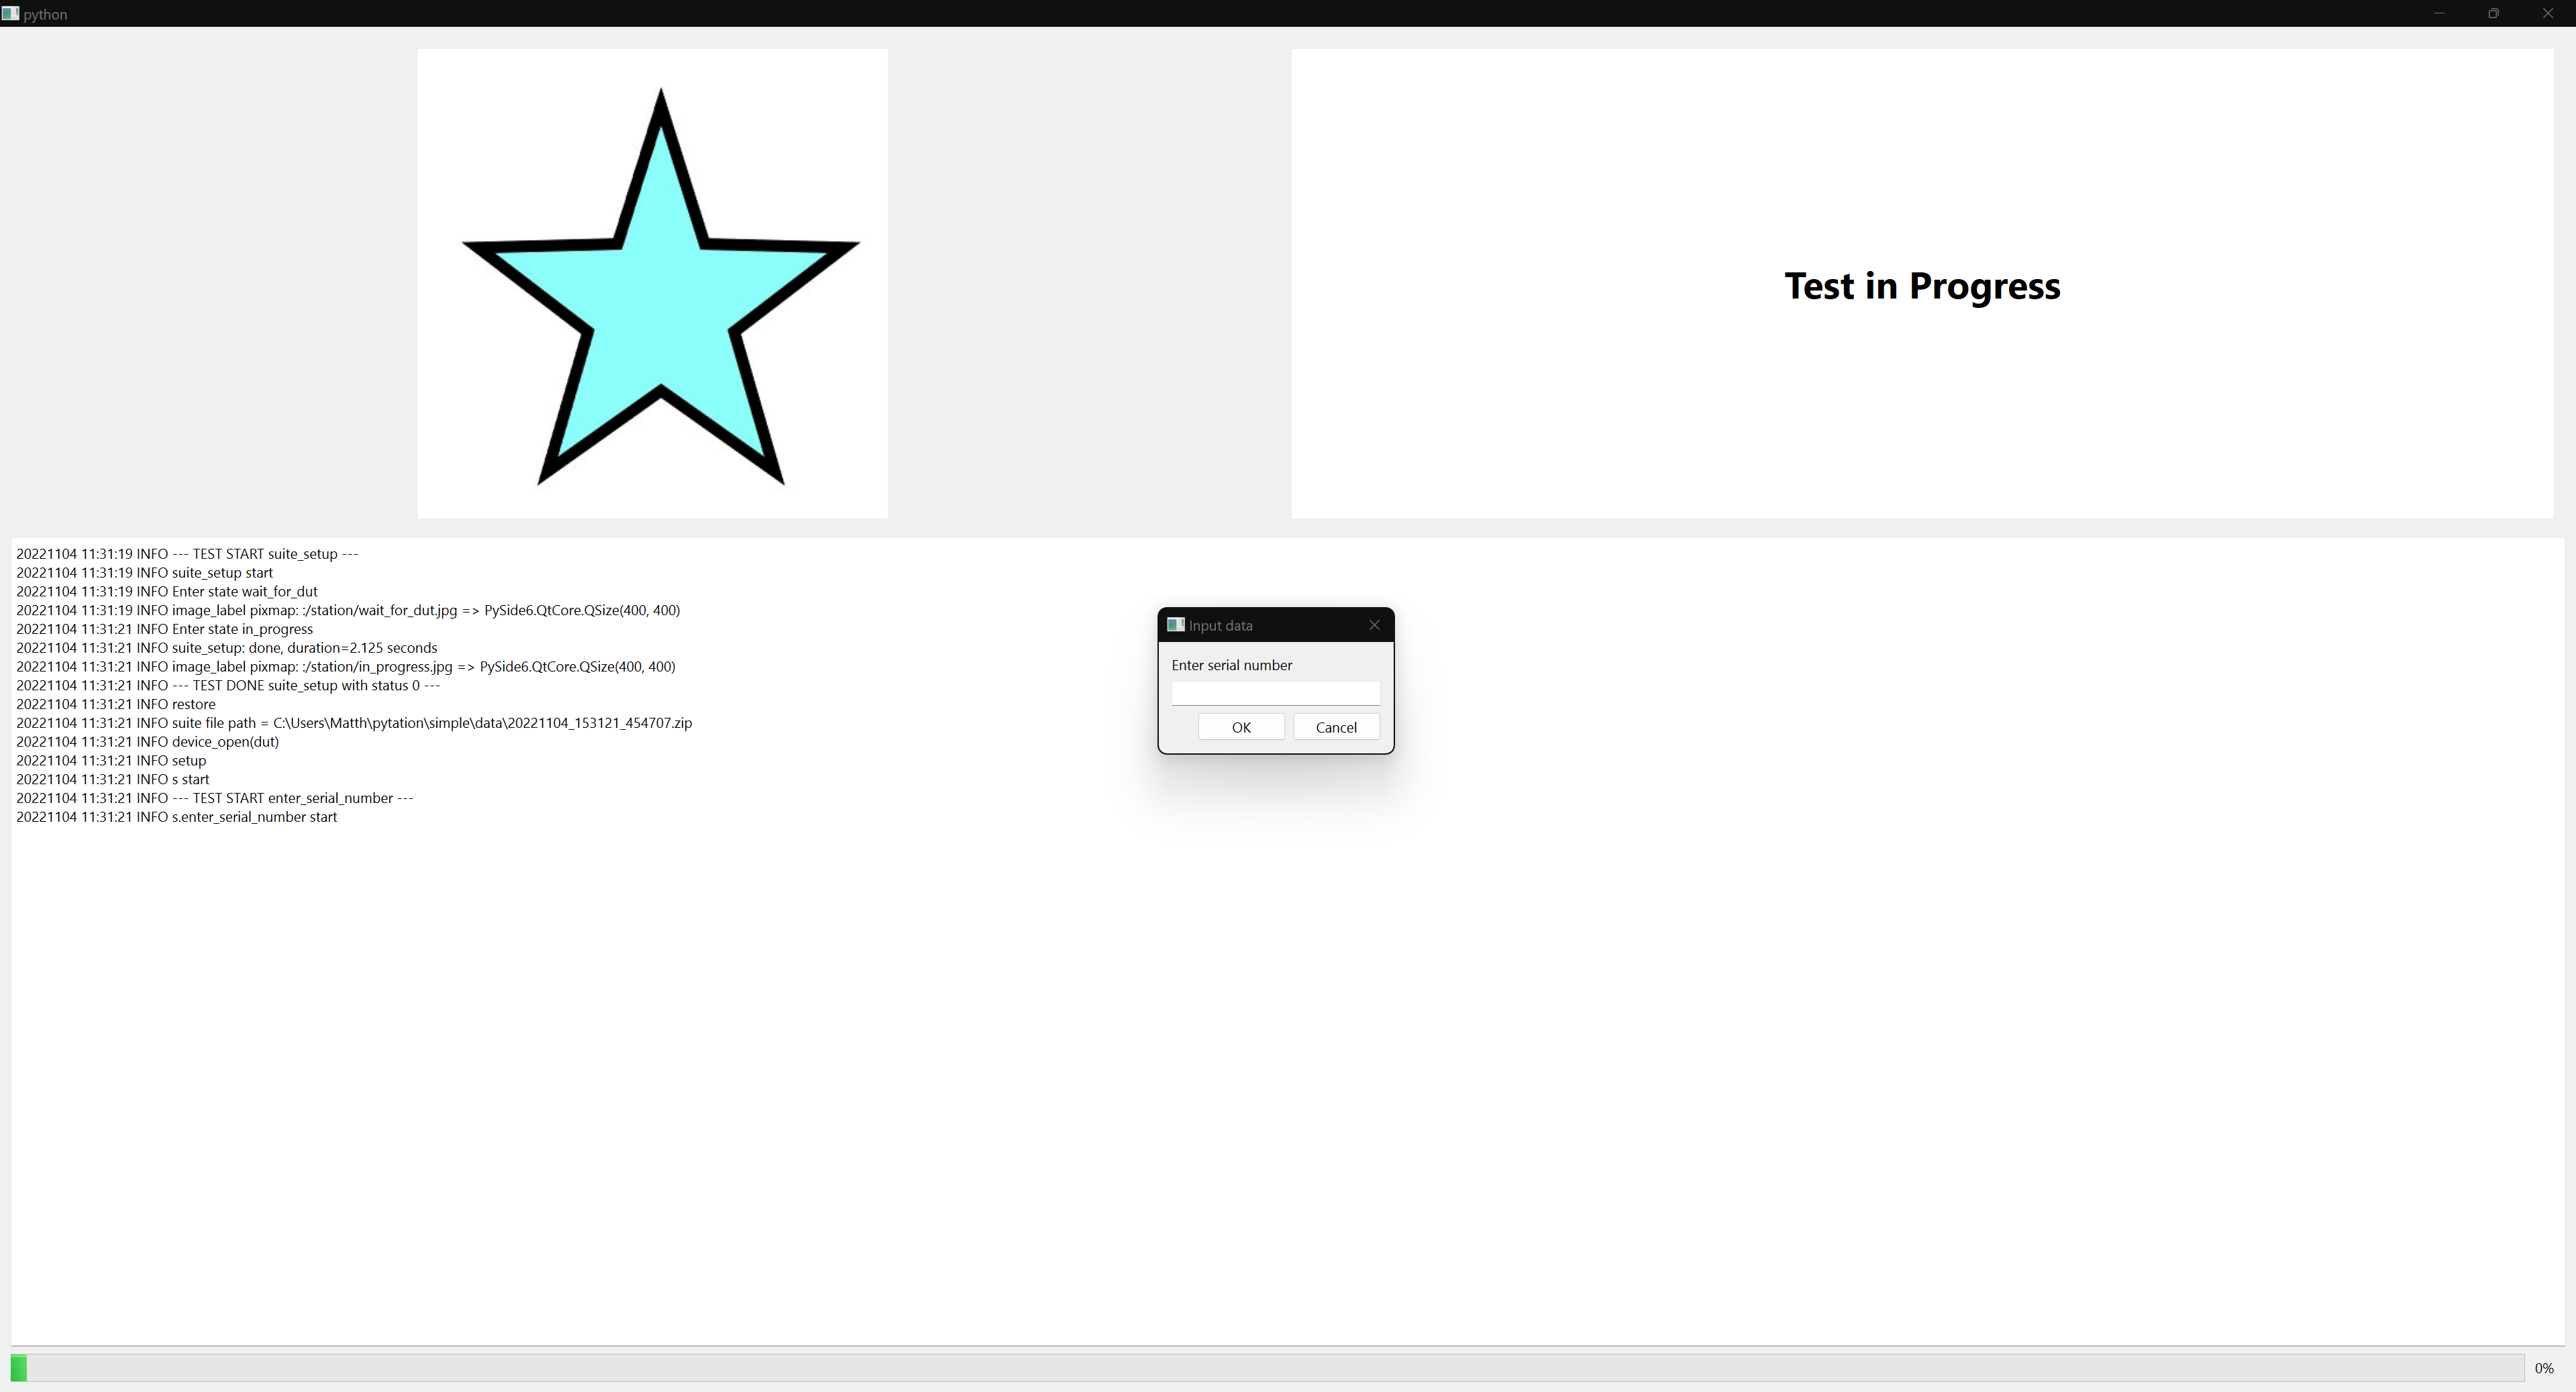 python
Test in Progress
20221104 11:31:19 INFO --- TEST START suite_setup ---
20221104 11:31:19 INFO suite_setup start
20221104 11:31:19 INFO Enter state wait_for_dut
20221104 11:31:19 INFO image_label pixmap: :/station/wait_for_dut.jpg => PySide6.QtCore.QSize(400, 400)
20221104 11:31:21 INFO Enter state in_progress
20221104 11:31:21 INFO suite_setup: done, duration=2.125 seconds
20221104 11:31:21 INFO image_label pixmap: :/station/in_progress.jpg => PySide6.QtCore.QSize(400, 400)
20221104 11:31:21 INFO --- TEST DONE suite_setup with status 0 ---
20221104 11:31:21 INFO restore
20221104 11:31:21 INFO suite file path = C:\Users\Matth\pytation\simple\data\20221104_153121_454707.zip
20221104 11:31:21 INFO device_open(dut)
20221104 11:31:21 INFO setup
20221104 11:31:21 INFO s start
20221104 11:31:21 INFO --- TEST START enter_serial_number ---
20221104 11:31:21 INFO s.enter_serial_number start
Input data
Enter serial number
OK Cancel
0%